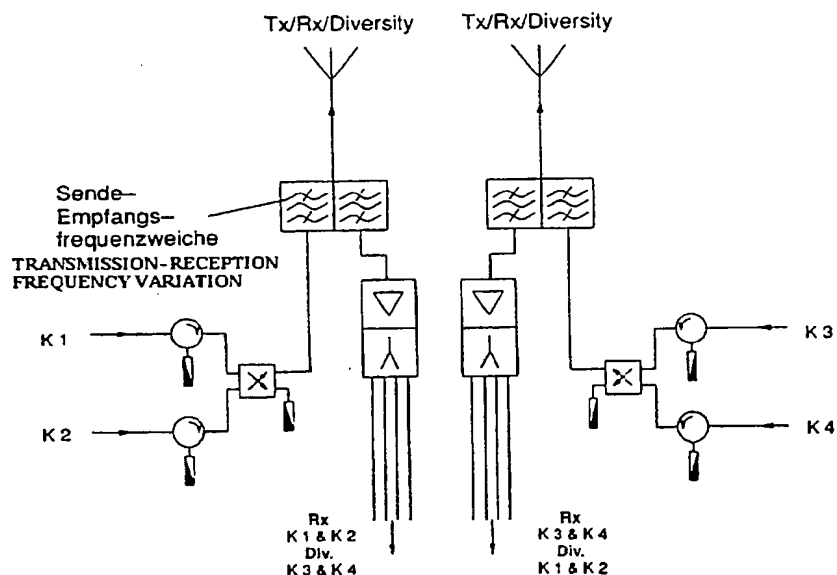 Tx/Rx/Diversity
Tx/Rx/Diversity
Sende–
Empfangs–
frequenzweiche
TRANSMISSION-RECEPTION
FREQUENCY VARIATION
K 1
K 2
K 3
K 4
Rx
K 1 & K 2
Div.
K 3 & K 4
Rx
K 3 & K 4
Div.
K 1 & K 2